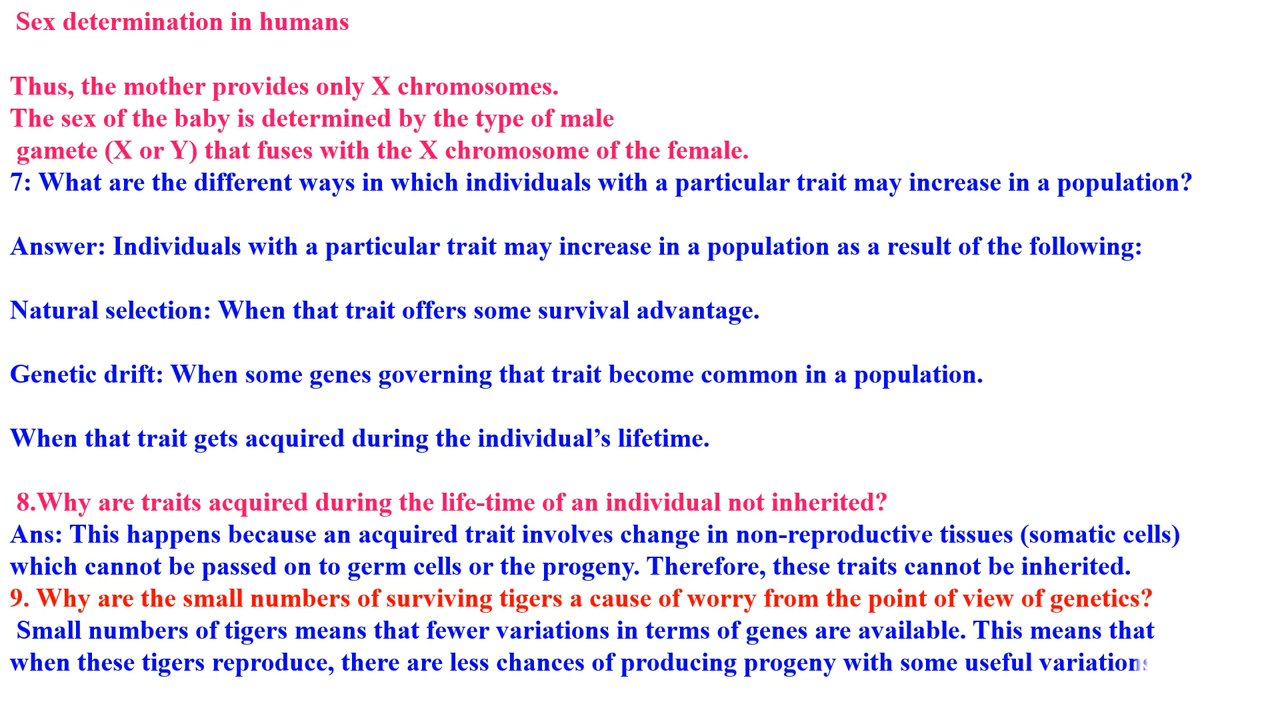 Sex determination in humans
Thus, the mother provides only X chromosomes.
The sex of the baby is determined by the type of male
gamete (X or Y) that fuses with the X chromosome of the female.
7: What are the different ways in which individuals with a particular trait may increase in a population?
Answer: Individuals with a particular trait may increase in a population as a result of the following:
Natural selection: When that trait offers some survival advantage.
Genetic drift: When some genes governing that trait become common in a population.
When that trait gets acquired during the individual’s lifetime.
8.Why are traits acquired during the life-time of an individual not inherited?
Ans: This happens because an acquired trait involves change in non-reproductive tissues (somatic cells)
which cannot be passed on to germ cells or the progeny. Therefore, these traits cannot be inherited.
9. Why are the small numbers of surviving tigers a cause of worry from the point of view of genetics?
Small numbers of tigers means that fewer variations in terms of genes are available. This means that
when these tigers reproduce, there are less chances of producing progeny with some useful variations